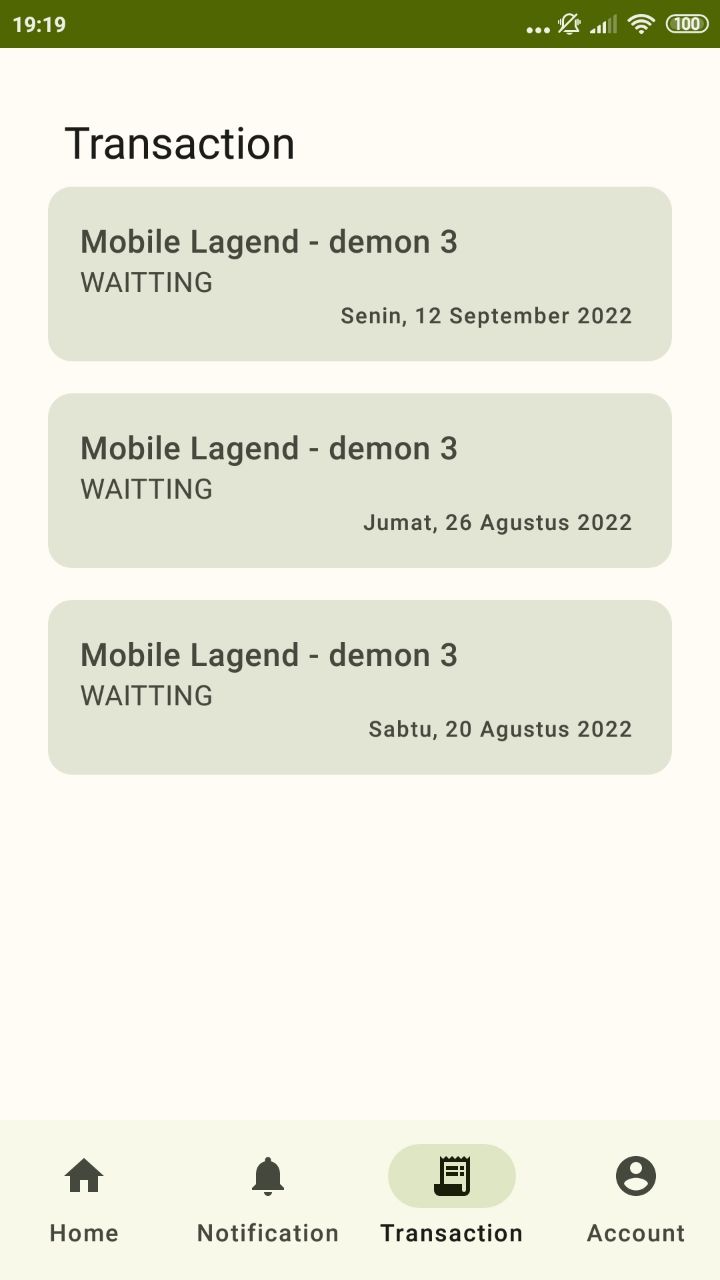 19:19
100
Transaction
Mobile Lagend - demon 3
WAITTING
Senin, 12 September 2022
Mobile Lagend - demon 3
WAITTING
Jumat, 26 Agustus 2022
Mobile Lagend - demon 3
WAITTING
Sabtu, 20 Agustus 2022
Home
Notification
Transaction
Account